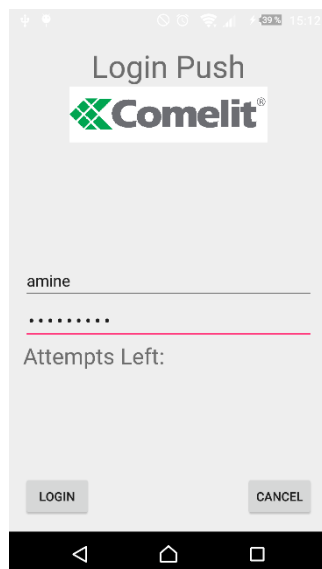 39% 15:12
Login Push
Comelit®
amine
•••••••••
Attempts Left:
LOGIN
CANCEL